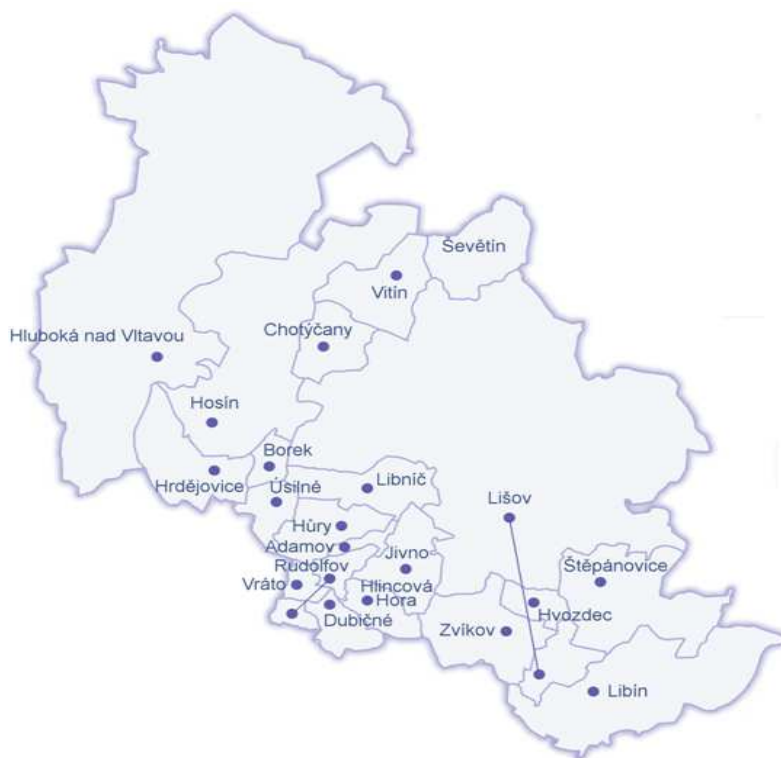 Ševětín
Vitín
Chotýčany
Hluboká nad Vltavou
Hosín
Borek
Hrdějovice
Úsilné
Libníč
Lišov
Hůry
Adamov
Jivno
Rudolfov
Vráto
Hlincová
Hora
Štěpánovice
Dubičné
Hvozdec
Zvíkov
Libín